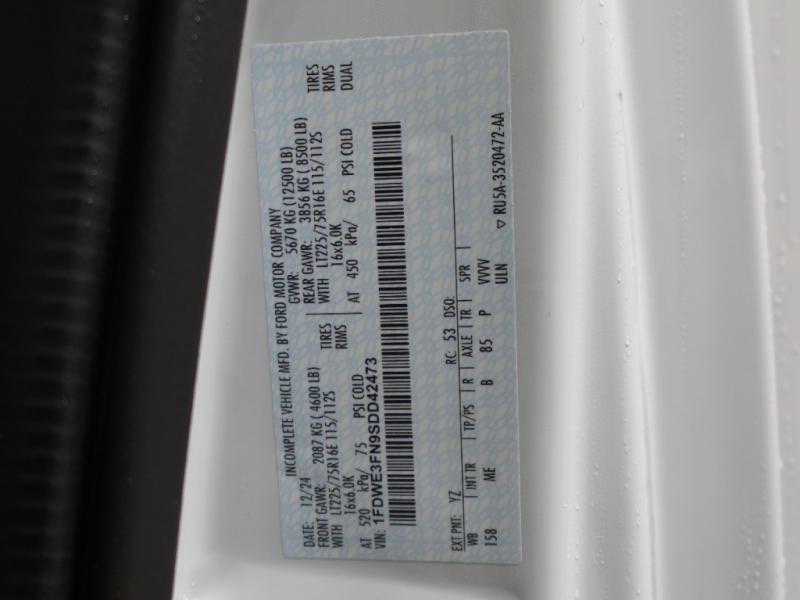 INCOMPLETE VEHICLE MFD. BY FORD MOTOR COMPANY
DATE: 12/24 GVWR: 5670 KG (12500 LB)
FRONT GAWR: 2087 KG ( 4600 LB) REAR GAWR: 3856 KG ( 8500 LB)
WITH LT225/75R16E 115/112S TIRES WITH LT225/75R16E 115/112S TIRES
16x6.0K RIMS 16x6.0K RIMS
AT 520 kPa/ 75 PSI COLD AT 450 kPa/ 65 PSI COLD DUAL
VIN: 1FDWE3FN9SDD42473
EXT PNT: YZ RC: 53 DSO:
WB INT TR TP/PS R AXLE TR SPR
158 ME B 85 P VVVV
ULN
▽ RU5A-3520472-AA